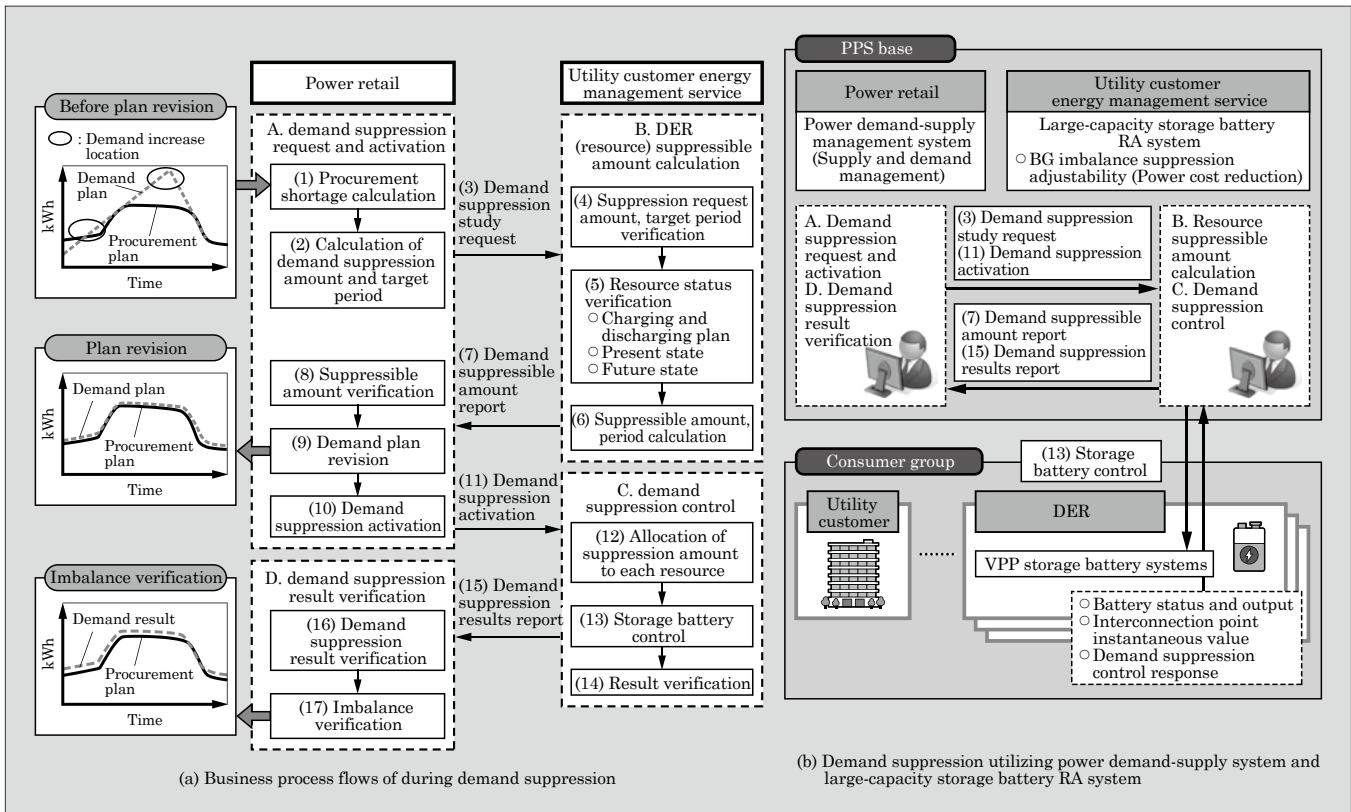 Power retail
Utility customer energy
management service
Before plan revision
: Demand increase
location
Demand
plan
Procurement
plan
kWh
Time
Plan revision
Demand plan
Procurement
plan
kWh
Time
Imbalance verification
Demand result
Procurement
plan
kWh
Time
A. demand suppression
request and activation
(1) Procurement
shortage calculation
(2) Calculation of
demand suppression
amount and target
period
(3) Demand
suppression
study
request
B. DER
(resource) suppressible
amount calculation
(4) Suppression request
amount, target period
verification
(5) Resource status
verification
○ Charging and
discharging plan
○ Present state
○ Future state
(6) Suppressible amount,
period calculation
(7) Demand
suppressible
amount
report
(8) Suppressible
amount verification
(9) Demand plan
revision
(10) Demand
suppression activation
(11) Demand
suppression
activation
C. demand
suppression control
(12) Allocation of
suppression amount
to each resource
(13) Storage battery
control
(14) Result verification
(15) Demand
suppression
results report
D. demand suppression
result verification
(16) Demand
suppression
result verification
(17) Imbalance
verification
(a) Business process flows of during demand suppression
PPS base
Power retail
Power demand-supply
management system
(Supply and demand
management)
Utility customer
energy management service
Large-capacity storage battery
RA system
○ BG imbalance suppression
adjustability (Power cost reduction)
A. Demand
suppression
request and
activation
D. Demand
suppression
result
verification
(3) Demand suppression
study request
(11) Demand suppression
activation
(7) Demand suppressible
amount report
(15) Demand suppression
results report
B. Resource
suppressible
amount
calculation
C. Demand
suppression
control
Consumer group
(13) Storage
battery control
Utility
customer
......
DER
VPP storage battery systems
○ Battery status and output
○ Interconnection point
instantaneous value
○ Demand suppression
control response
(b) Demand suppression utilizing power demand-supply system and
large-capacity storage battery RA system